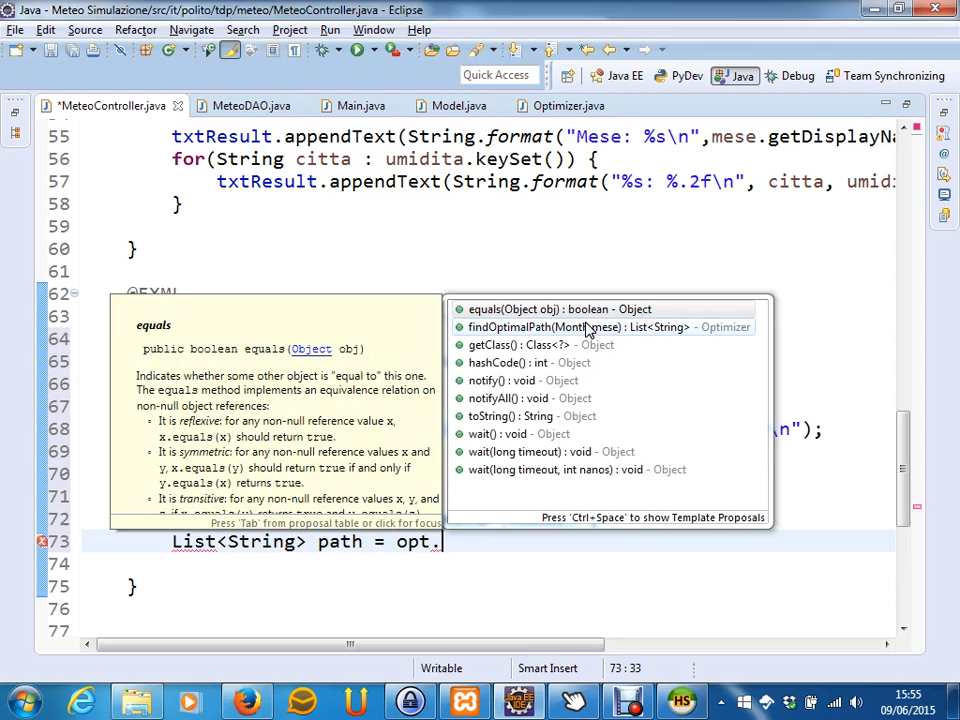 Java - Meteo Simulazione/src/it/polito/tdp/meteo/MeteoController.java - Eclipse
File Edit Source Refactor Navigate Search Project Run Window Help
Quick Access Java EE PyDev Java Debug Team Synchronizing
*MeteoController.java MeteoDAO.java Main.java Model.java Optimizer.java
55 txtResult.appendText(String.format("Mese: %s\n",mese.getDisplayNa
56 for(String citta : umidita.keySet()) {
57 txtResult.appendText(String.format("%s: %.2f\n", citta, umid
58 }
59
60 }
61
62 @FXML
63
64
65
66
67
68 \n");
69
70
71
72
73 List<String> path = opt.
74
75 }
76
77
equals
public boolean equals(Object obj)
Indicates whether some other object is "equal to" this one.
The equals method implements an equivalence relation on
non-null object references:
It is reflexive: for any non-null reference value x,
x.equals(x) should return true.
It is symmetric: for any non-null reference values x and
y, x.equals(y) should return true if and only if
y.equals(x) returns true.
It is transitive: for any non-null reference values x, y, and
Press 'Tab' from proposal table or click for focus
equals(Object obj) : boolean - Object
findOptimalPath(Month mese) : List<String> - Optimizer
getClass() : Class<?> - Object
hashCode() : int - Object
notify() : void - Object
notifyAll() : void - Object
toString() : String - Object
wait() : void - Object
wait(long timeout) : void - Object
wait(long timeout, int nanos) : void - Object
Press 'Ctrl+Space' to show Template Proposals
Writable Smart Insert 73 : 33
15:55
09/06/2015